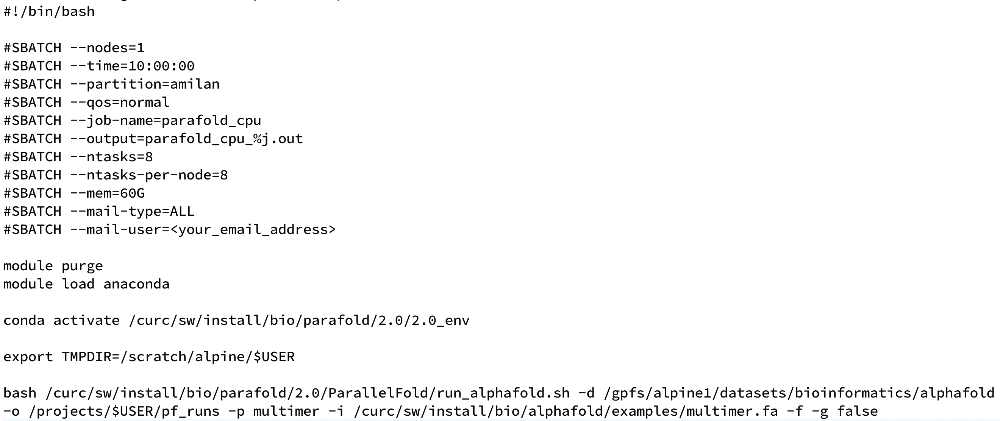 #!/bin/bash
#SBATCH --nodes=1
#SBATCH --time=10:00:00
#SBATCH --partition=amilan
#SBATCH --qos=normal
#SBATCH --job-name=parafold_cpu
#SBATCH --output=parafold_cpu_%j.out
#SBATCH --ntasks=8
#SBATCH --ntasks-per-node=8
#SBATCH --mem=60G
#SBATCH --mail-type=ALL
#SBATCH --mail-user=<your_email_address>
module purge
module load anaconda
conda activate /curc/sw/install/bio/parafold/2.0/2.0_env
export TMPDIR=/scratch/alpine/$USER
bash /curc/sw/install/bio/parafold/2.0/ParallelFold/run_alphafold.sh -d /gpfs/alpine1/datasets/bioinformatics/alphafold
-o /projects/$USER/pf_runs -p multimer -i /curc/sw/install/bio/alphafold/examples/multimer.fa -f -g false